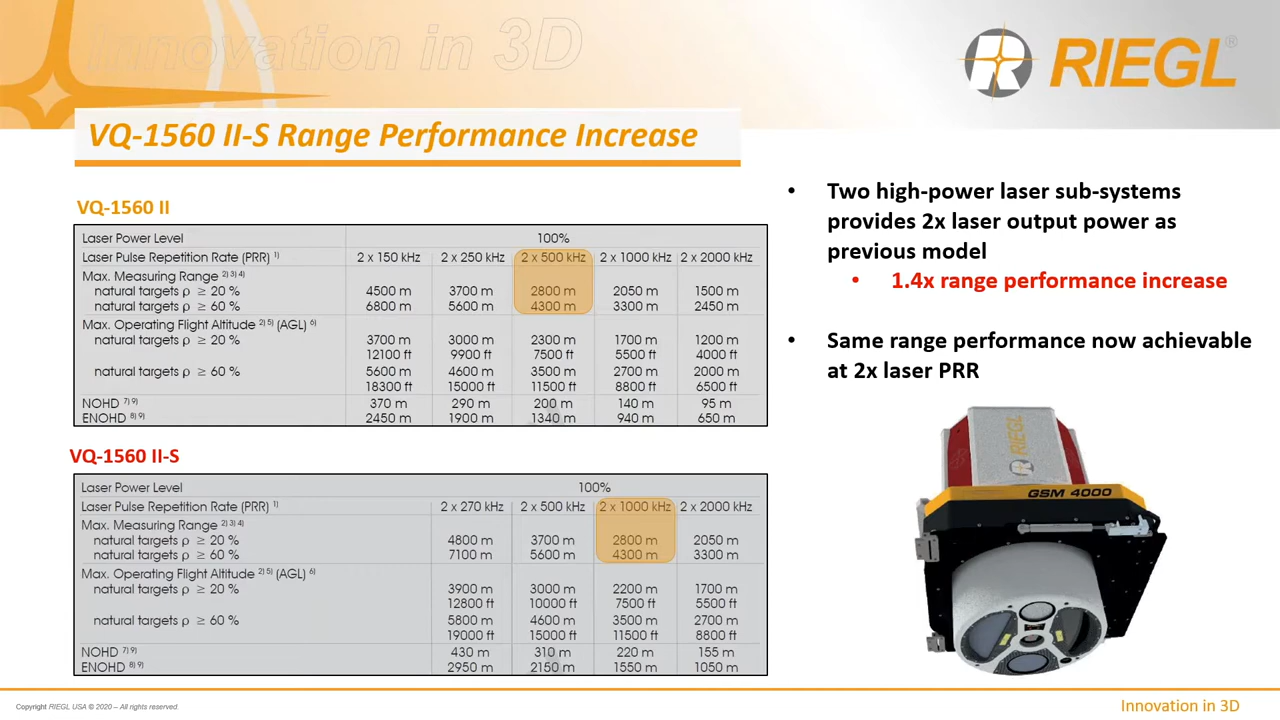 Innovation in 3D
RIEGL®
VQ-1560 II-S Range Performance Increase
VQ-1560 II
Laser Power Level 100%
Laser Pulse Repetition Rate (PRR) 1) 2 x 150 kHz 2 x 250 kHz 2 x 500 kHz 2 x 1000 kHz 2 x 2000 kHz
Max. Measuring Range 2) 3) 4)
natural targets ρ ≥ 20 % 4500 m 3700 m 2800 m 2050 m 1500 m
natural targets ρ ≥ 60 % 6800 m 5600 m 4300 m 3300 m 2450 m
Max. Operating Flight Altitude 2) 5) (AGL) 6)
natural targets ρ ≥ 20 % 3700 m 3000 m 2300 m 1700 m 1200 m
12100 ft 9900 ft 7500 ft 5500 ft 4000 ft
natural targets ρ ≥ 60 % 5600 m 4600 m 3500 m 2700 m 2000 m
18300 ft 15000 ft 11500 ft 8800 ft 6500 ft
NOHD 7) 9) 370 m 290 m 200 m 140 m 95 m
ENOHD 8) 9) 2450 m 1900 m 1340 m 940 m 650 m
VQ-1560 II-S
Laser Power Level 100%
Laser Pulse Repetition Rate (PRR) 1) 2 x 270 kHz 2 x 500 kHz 2 x 1000 kHz 2 x 2000 kHz
Max. Measuring Range 2) 3) 4)
natural targets ρ ≥ 20 % 4800 m 3700 m 2800 m 2050 m
natural targets ρ ≥ 60 % 7100 m 5600 m 4300 m 3300 m
Max. Operating Flight Altitude 2) 5) (AGL) 6)
natural targets ρ ≥ 20 % 3900 m 3000 m 2200 m 1700 m
12800 ft 10000 ft 7500 ft 5500 ft
natural targets ρ ≥ 60 % 5800 m 4600 m 3500 m 2700 m
19000 ft 15000 ft 11500 ft 8800 ft
NOHD 7) 9) 430 m 310 m 220 m 155 m
ENOHD 8) 9) 2950 m 2150 m 1550 m 1050 m
• Two high-power laser sub-systems
provides 2x laser output power as
previous model
• 1.4x range performance increase
• Same range performance now achievable
at 2x laser PRR
RIEGL
GSM 4000
Copyright RIEGL USA © 2020 – All rights reserved.
Innovation in 3D